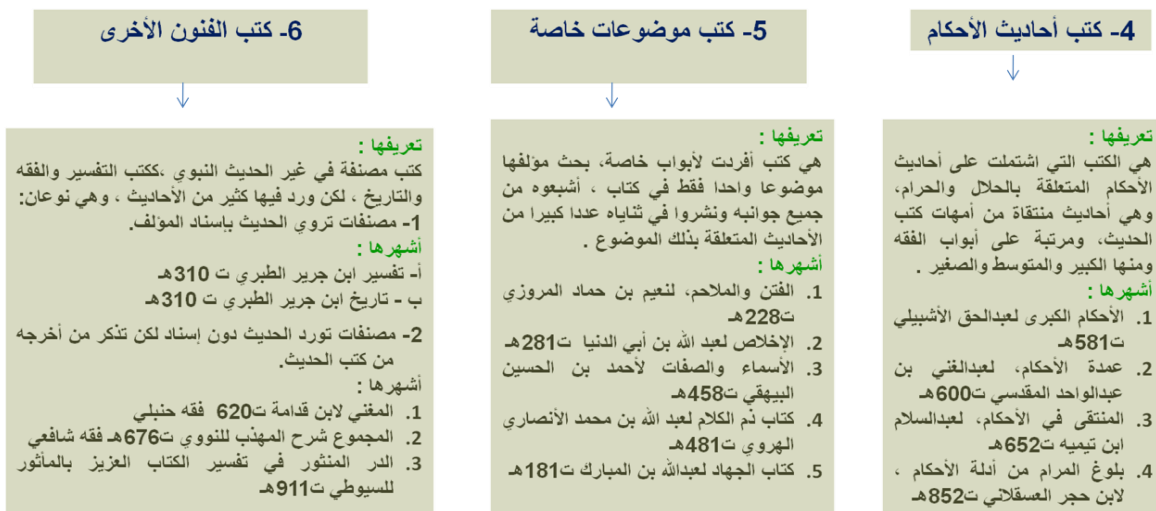 4- كتب أحاديث الأحكام
تعريفها :
هي الكتب التي اشتملت على أحاديث
الأحكام المتعلقة بالحلال والحرام،
وهي أحاديث منتقاة من أمهات كتب
الحديث، ومرتبة على أبواب الفقه
ومنها الكبير والمتوسط والصغير .
أشهرها :
1. الأحكام الكبرى لعبدالحق الأشبيلي
ت581هـ
2. عمدة الأحكام، لعبدالغني بن
عبدالواحد المقدسي ت600هـ
3. المنتقى في الأحكام، لعبدالسلام
ابن تيميه ت652هـ
4. بلوغ المرام من أدلة الأحكام ،
لابن حجر العسقلاني ت852هـ
5- كتب موضوعات خاصة
تعريفها :
هي كتب أفردت لأبواب خاصة، بحث مؤلفها
موضوعا واحدا فقط في كتاب ، أشبعوه من
جميع جوانبه ونشروا في ثناياه عددا كبيرا من
الأحاديث المتعلقة بذلك الموضوع .
أشهرها :
1. الفتن والملاحم، لنعيم بن حماد المروزي
ت228هـ
2. الإخلاص لعبد الله بن أبي الدنيا ت281هـ
3. الأسماء والصفات لأحمد بن الحسين
البيهقي ت458هـ
4. كتاب ذم الكلام لعبد الله بن محمد الأنصاري
الهروي ت481هـ
5. كتاب الجهاد لعبدالله بن المبارك ت181هـ
6- كتب الفنون الأخرى
تعريفها :
كتب مصنفة في غير الحديث النبوي ،ككتب التفسير والفقه
والتاريخ ، لكن ورد فيها كثير من الأحاديث ، وهي نوعان:
1- مصنفات تروي الحديث بإسناد المؤلف.
أشهرها :
أ- تفسير ابن جرير الطبري ت 310هـ
ب - تاريخ ابن جرير الطبري ت 310هـ
2- مصنفات تورد الحديث دون إسناد لكن تذكر من أخرجه
من كتب الحديث.
أشهرها :
1. المغني لابن قدامة ت620 فقه حنبلي
2. المجموع شرح المهذب للنووي ت676هـ فقه شافعي
3. الدر المنثور في تفسير الكتاب العزيز بالمأثور
للسيوطي ت911هـ